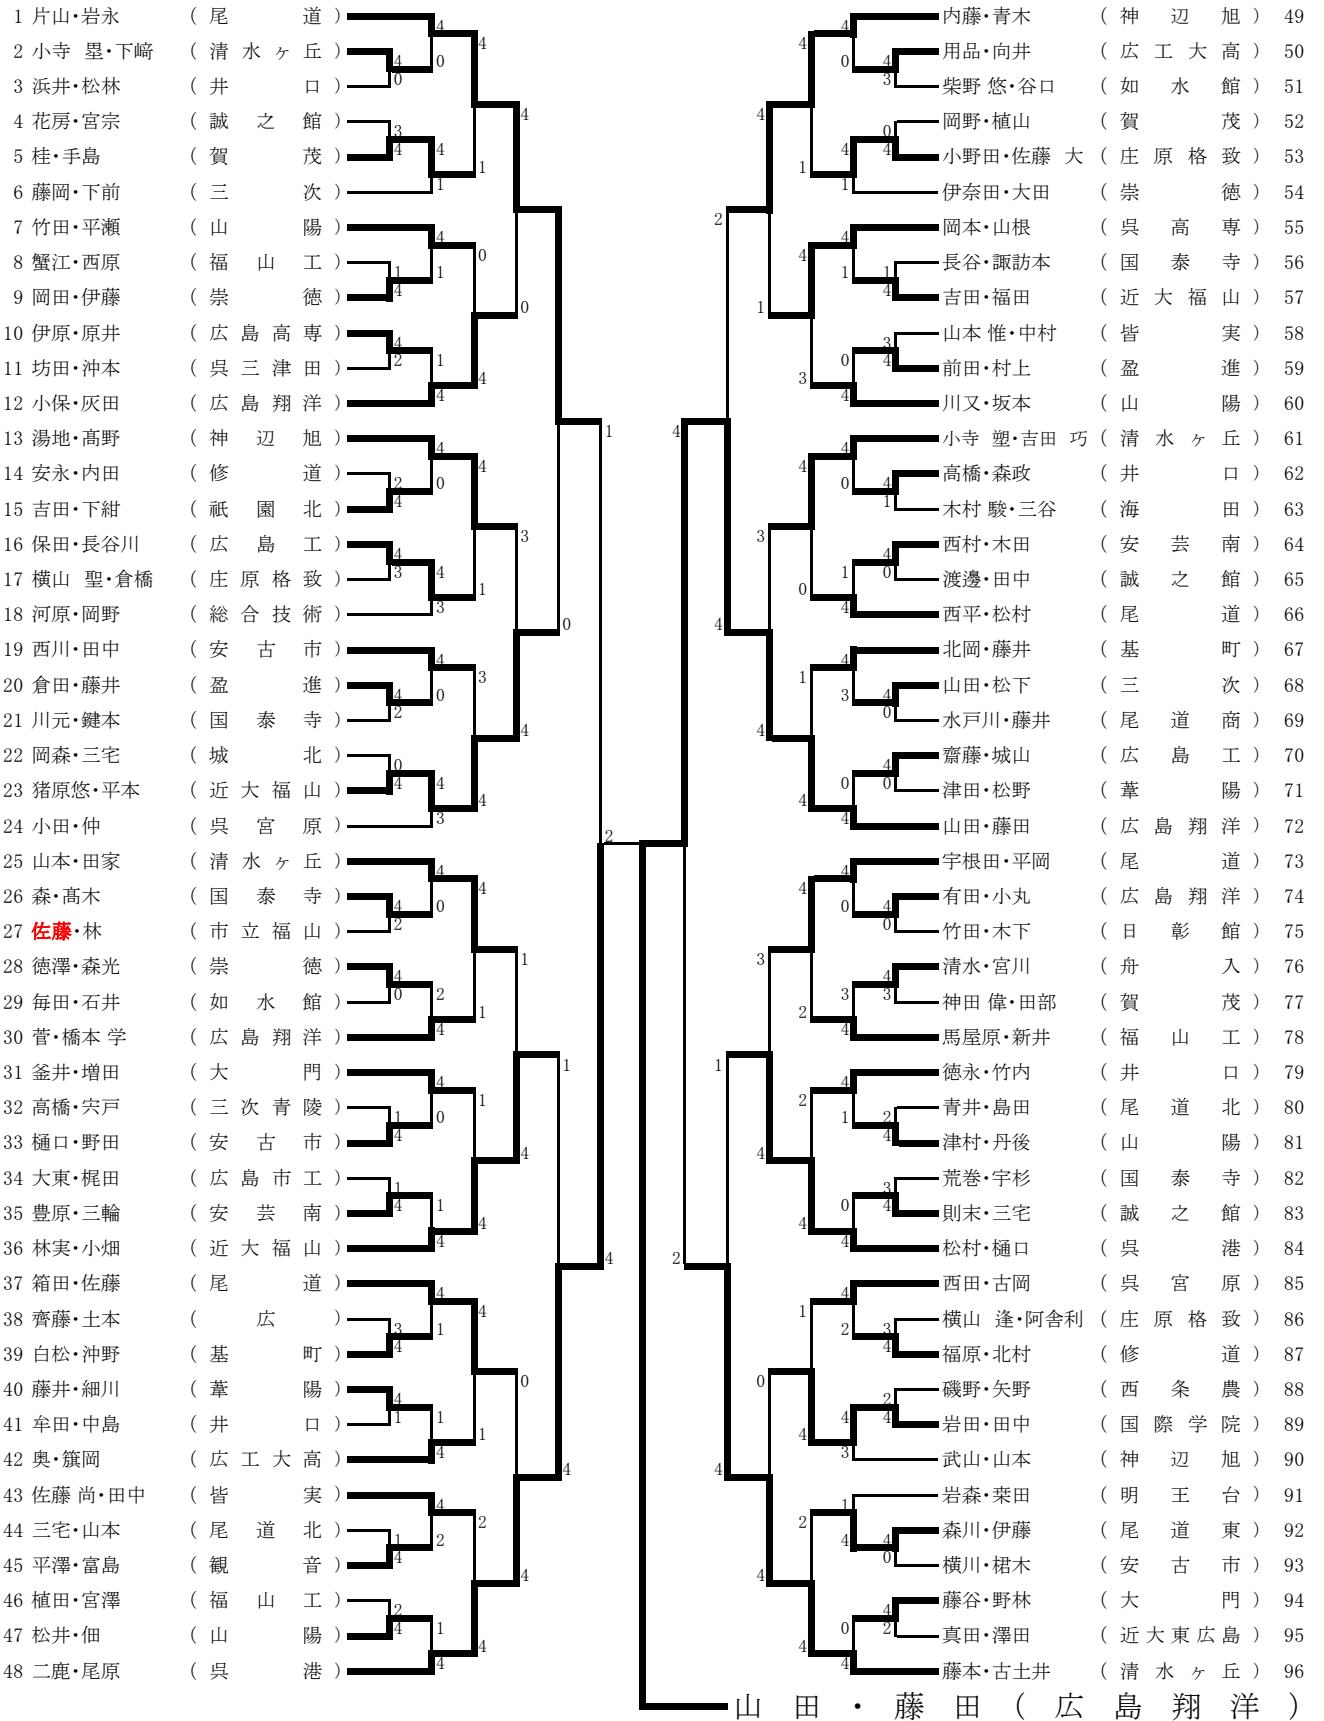 1 片山・岩永 （尾道）
2 小寺 塁・下﨑 （清水ヶ丘）
3 浜井・松林 （井口）
4 花房・宮宗 （誠之館）
5 桂・手島 （賀茂）
6 藤岡・下前 （三次）
7 竹田・平瀬 （山陽）
8 蟹江・西原 （福山工）
9 岡田・伊藤 （崇徳）
10 伊原・原井 （広島高専）
11 坊田・沖本 （呉三津田）
12 小保・灰田 （広島翔洋）
13 湯地・髙野 （神辺旭）
14 安永・内田 （修道）
15 吉田・下紺 （祇園北）
16 保田・長谷川 （広島工）
17 横山 聖・倉橋 （庄原格致）
18 河原・岡野 （総合技術）
19 西川・田中 （安古市）
20 倉田・藤井 （盈進）
21 川元・鍵本 （国泰寺）
22 岡森・三宅 （城北）
23 猪原悠・平本 （近大福山）
24 小田・仲 （呉宮原）
25 山本・田家 （清水ヶ丘）
26 森・髙木 （国泰寺）
27 佐藤・林 （市立福山）
28 徳澤・森光 （崇徳）
29 毎田・石井 （如水館）
30 菅・橋本 学 （広島翔洋）
31 釜井・増田 （大門）
32 高橋・宍戸 （三次青陵）
33 樋口・野田 （安古市）
34 大東・梶田 （広島市工）
35 豊原・三輪 （安芸南）
36 林実・小畑 （近大福山）
37 箱田・佐藤 （尾道）
38 齊藤・土本 （広）
39 白松・沖野 （基町）
40 藤井・細川 （葦陽）
41 牟田・中島 （井口）
42 奥・簱岡 （広工大高）
43 佐藤 尚・田中 （皆実）
44 三宅・山本 （尾道北）
45 平澤・富島 （観音）
46 植田・宮澤 （福山工）
47 松井・佃 （山陽）
48 二鹿・尾原 （呉港）
内藤・青木 （神辺旭） 49
用品・向井 （広工大高） 50
柴野 悠・谷口 （如水館） 51
岡野・植山 （賀茂） 52
小野田・佐藤 大 （庄原格致） 53
伊奈田・大田 （崇徳） 54
岡本・山根 （呉高専） 55
長谷・諏訪本 （国泰寺） 56
吉田・福田 （近大福山） 57
山本 惟・中村 （皆実） 58
前田・村上 （盈進） 59
川又・坂本 （山陽） 60
小寺 塑・吉田 巧 （清水ヶ丘） 61
高橋・森政 （井口） 62
木村 駿・三谷 （海田） 63
西村・木田 （安芸南） 64
渡邊・田中 （誠之館） 65
西平・松村 （尾道） 66
北岡・藤井 （基町） 67
山田・松下 （三次） 68
水戸川・藤井 （尾道商） 69
齋藤・城山 （広島工） 70
津田・松野 （葦陽） 71
山田・藤田 （広島翔洋） 72
宇根田・平岡 （尾道） 73
有田・小丸 （広島翔洋） 74
竹田・木下 （日彰館） 75
清水・宮川 （舟入） 76
神田 偉・田部 （賀茂） 77
馬屋原・新井 （福山工） 78
徳永・竹内 （井口） 79
青井・島田 （尾道北） 80
津村・丹後 （山陽） 81
荒巻・宇杉 （国泰寺） 82
則末・三宅 （誠之館） 83
松村・樋口 （呉港） 84
西田・古岡 （呉宮原） 85
横山 逢・阿舎利 （庄原格致） 86
福原・北村 （修道） 87
磯野・矢野 （西条農） 88
岩田・田中 （国際学院） 89
武山・山本 （神辺旭） 90
岩森・桒田 （明王台） 91
森川・伊藤 （尾道東） 92
横川・桾木 （安古市） 93
藤谷・野林 （大門） 94
真田・澤田 （近大東広島） 95
藤本・古土井 （清水ヶ丘） 96
山田・藤田（広島翔洋）